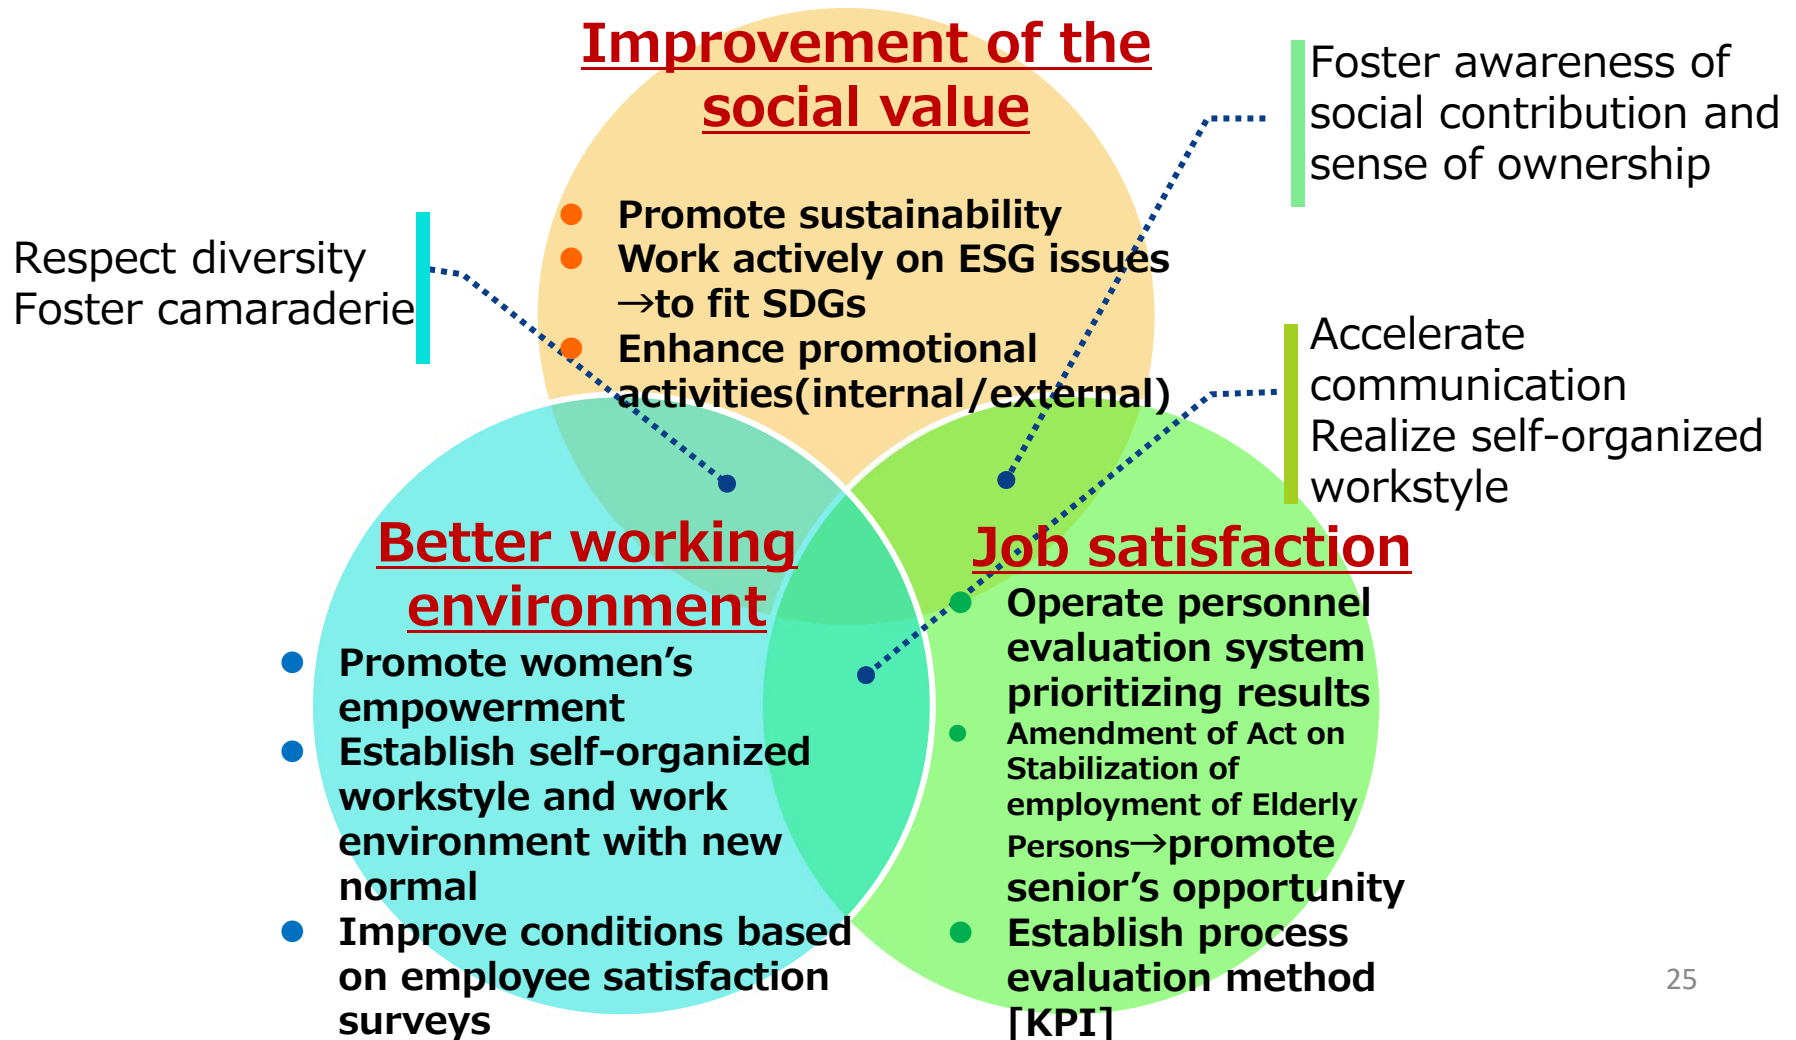 Improvement of the
social value
● Promote sustainability
● Work actively on ESG issues
→to fit SDGs
● Enhance promotional
activities(internal/external)
Foster awareness of
social contribution and
sense of ownership
Respect diversity
Foster camaraderie
Accelerate
communication
Realize self-organized
workstyle
Better working
environment
● Promote women’s
empowerment
● Establish self-organized
workstyle and work
environment with new
normal
● Improve conditions based
on employee satisfaction
surveys
Job satisfaction
● Operate personnel
evaluation system
prioritizing results
● Amendment of Act on
Stabilization of
employment of Elderly
Persons→promote
senior’s opportunity
● Establish process
evaluation method
[KPI]
25